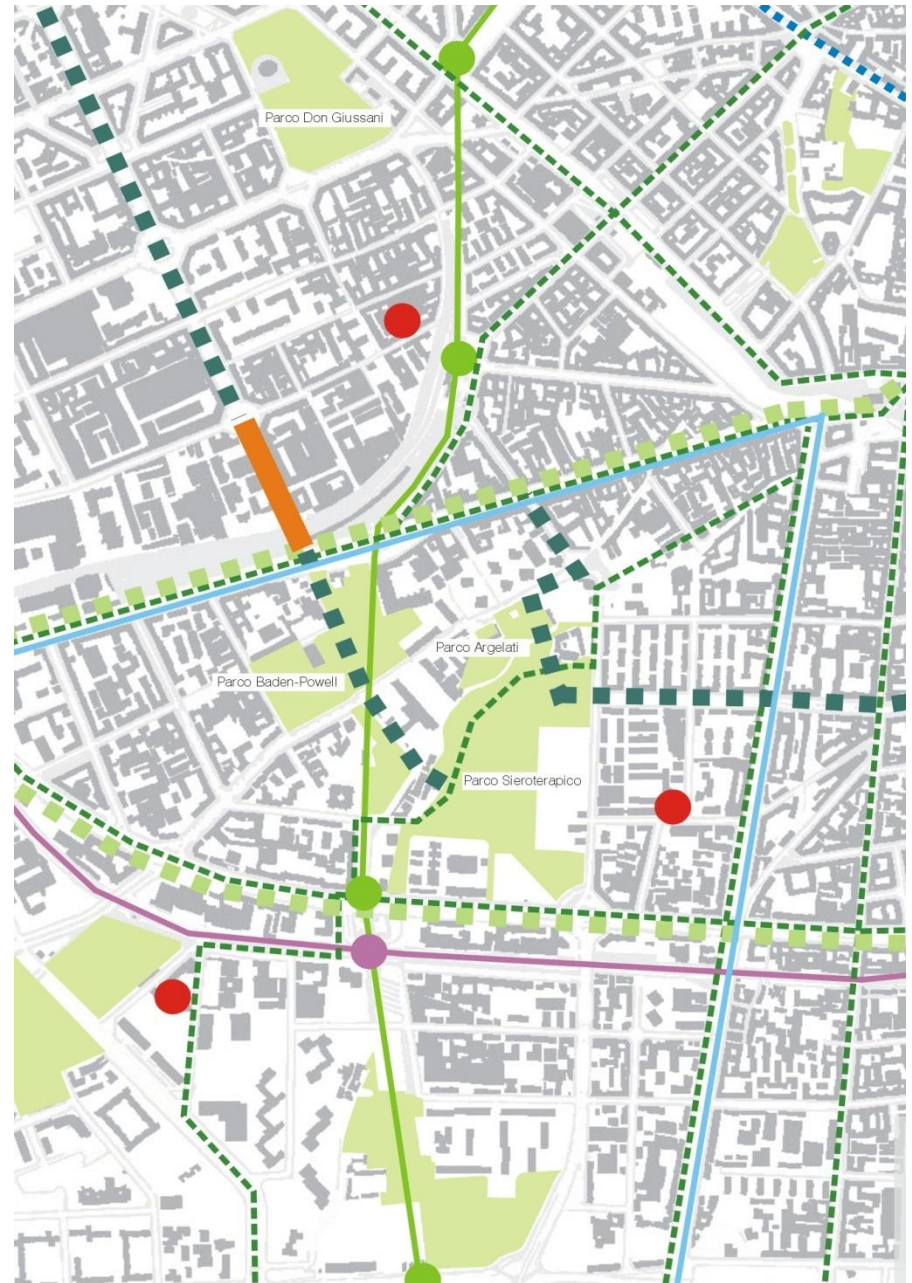 Parco Don Giussani
Parco Argelati
Parco Baden-Powell
Parco Sieroterapico